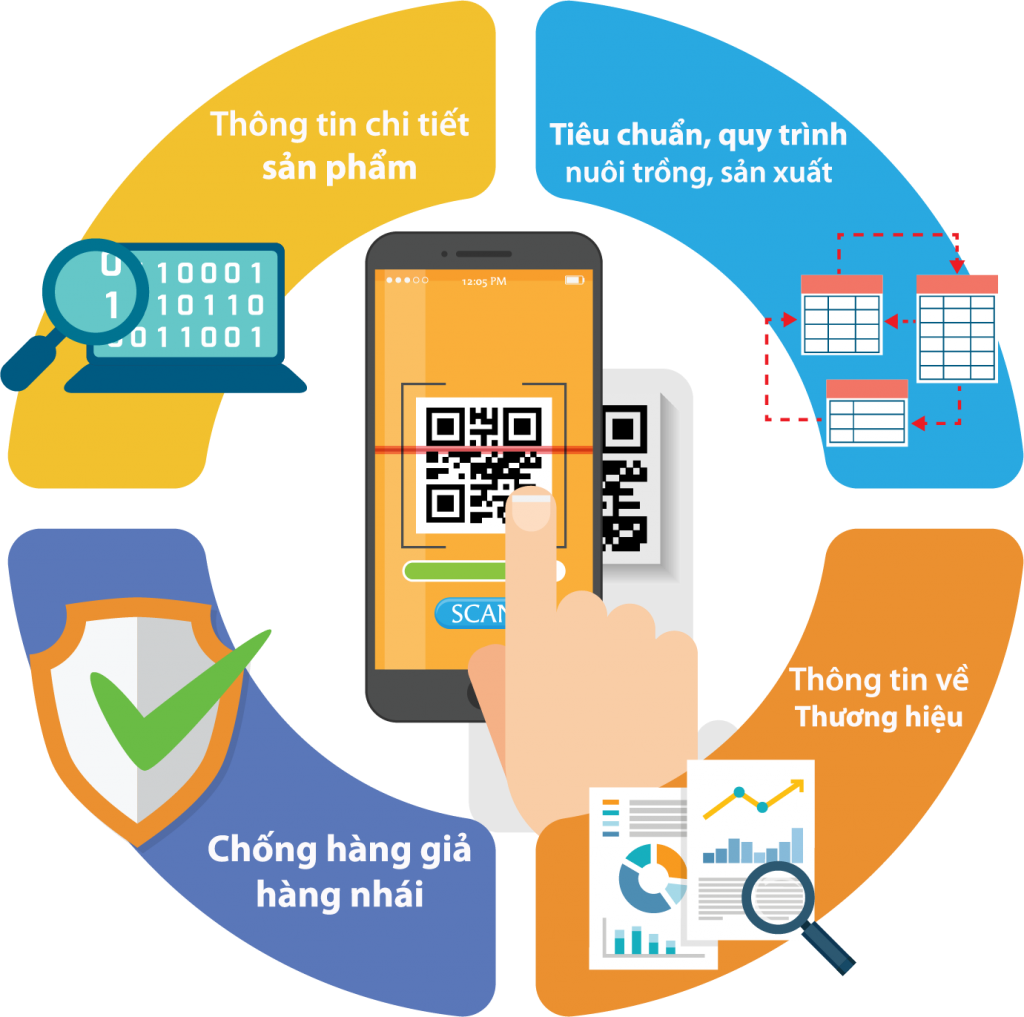 Thông tin chi tiết
sản phẩm
Tiêu chuẩn, quy trình
nuôi trồng, sản xuất
0 10001
1 10110
0011001
12:05 PM
SCAN
Thông tin về
Thương hiệu
Chống hàng giả
hàng nhái